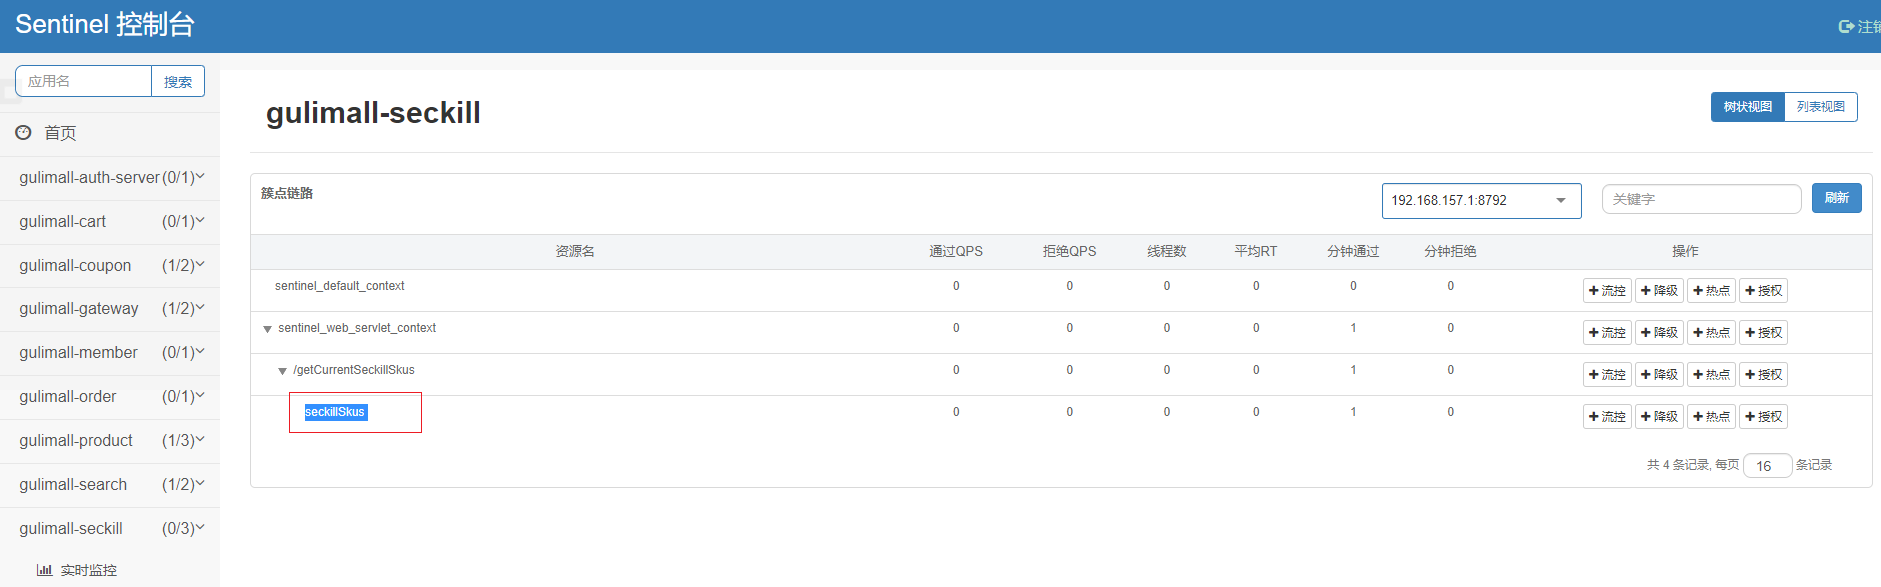 Sentinel 控制台
注销
应用名 搜索
首页
gulimall-auth-server (0/1)
gulimall-cart (0/1)
gulimall-coupon (1/2)
gulimall-gateway (1/2)
gulimall-member (0/1)
gulimall-order (0/1)
gulimall-product (1/3)
gulimall-search (1/2)
gulimall-seckill (0/3)
实时监控
gulimall-seckill
树状视图 列表视图
簇点链路 192.168.157.1:8792 关键字 刷新
资源名 通过QPS 拒绝QPS 线程数 平均RT 分钟通过 分钟拒绝 操作
sentinel_default_context 0 0 0 0 0 0 流控 降级 热点 授权
sentinel_web_servlet_context 0 0 0 0 1 0 流控 降级 热点 授权
/getCurrentSeckillSkus 0 0 0 0 1 0 流控 降级 热点 授权
seckillSkus 0 0 0 0 1 0 流控 降级 热点 授权
共 4 条记录, 每页 16 条记录